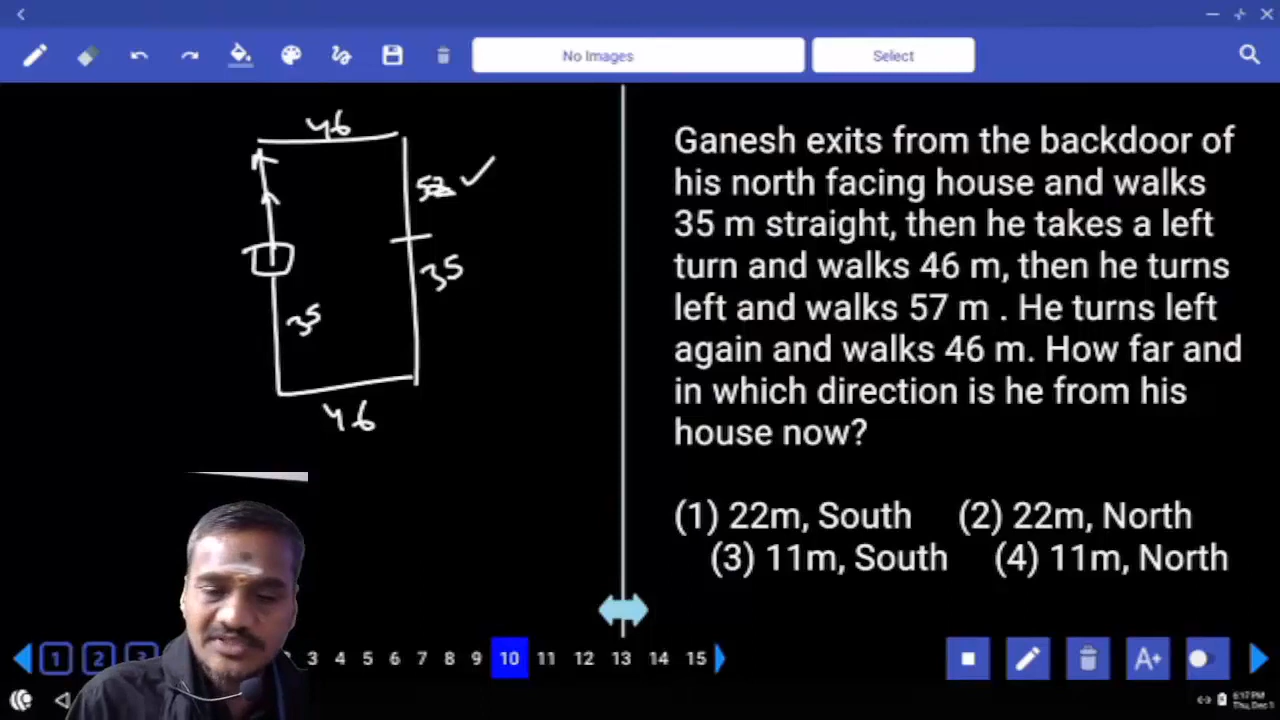 No Images
Select
46
35
35
46
Ganesh exits from the backdoor of
his north facing house and walks
35 m straight, then he takes a left
turn and walks 46 m, then he turns
left and walks 57 m . He turns left
again and walks 46 m. How far and
in which direction is he from his
house now?
(1) 22m, South (2) 22m, North
(3) 11m, South (4) 11m, North
1 2 3 3 4 5 6 7 8 9 10 11 12 13 14 15
A+
6:17 PM